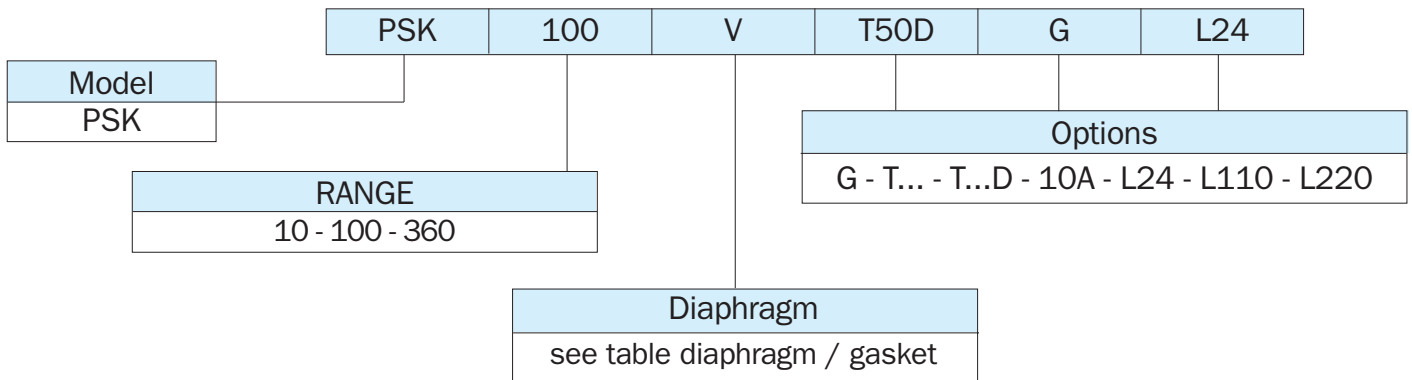 PSK 100 V T50D G L24
Model
PSK
Options
G - T... - T...D - 10A - L24 - L110 - L220
RANGE
10 - 100 - 360
Diaphragm
see table diaphragm / gasket